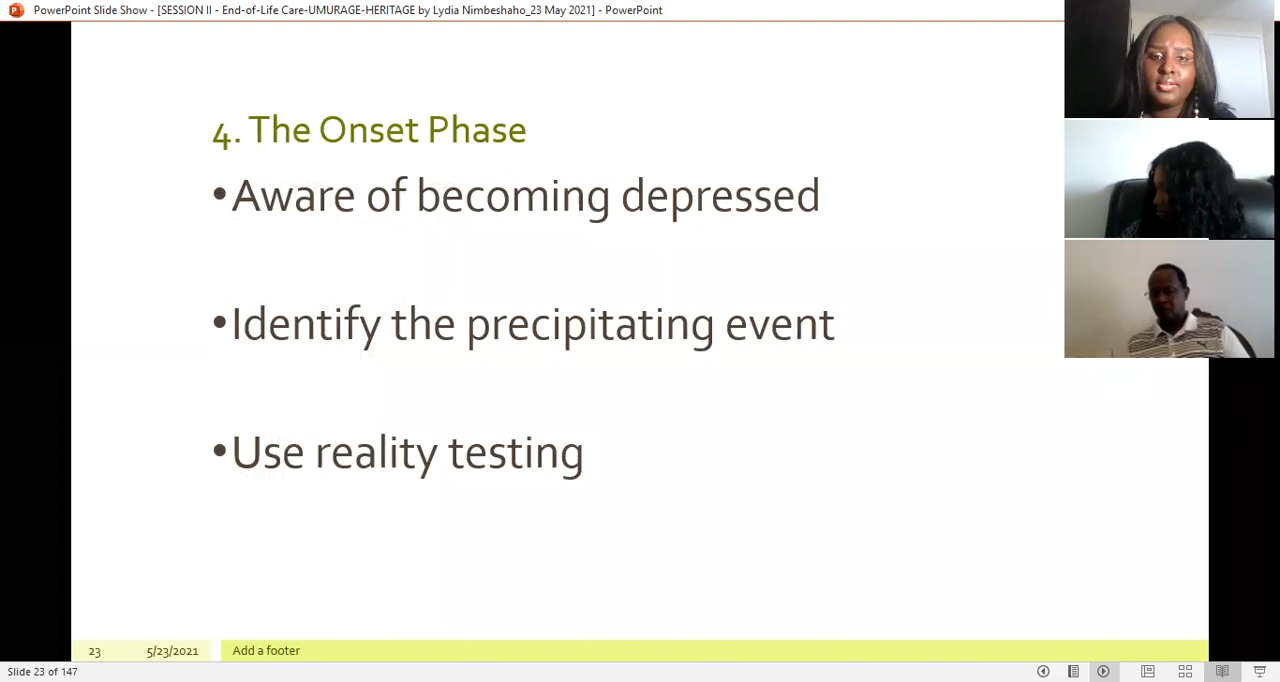 PowerPoint Slide Show - [SESSION II - End-of-Life Care-UMURAGE-HERITAGE by Lydia Nimbeshaho_23 May 2021] - PowerPoint
4. The Onset Phase
•Aware of becoming depressed
•Identify the precipitating event
•Use reality testing
23 5/23/2021 Add a footer
Slide 23 of 147